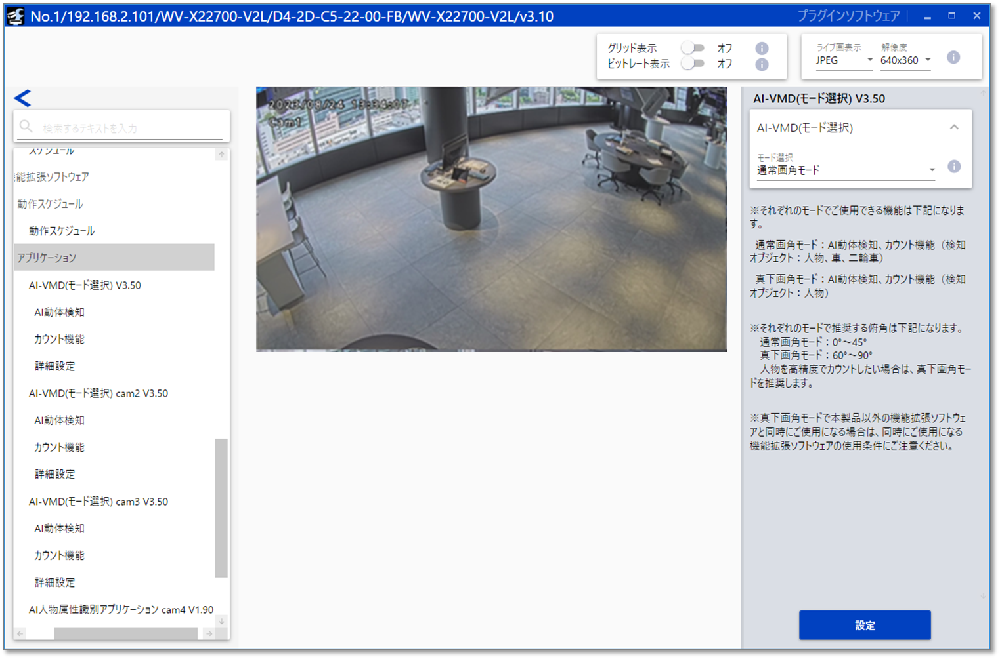 No.1/192.168.2.101/WV-X22700-V2L/D4-2D-C5-22-00-FB/WV-X22700-V2L/v3.10
プラグインソフトウェア
グリッド表示 オフ
ビットレート表示 オフ
ライブ画表示 解像度
JPEG 640x360
検索するテキストを入力
スケジュール
機能拡張ソフトウェア
動作スケジュール
動作スケジュール
アプリケーション
AI-VMD(モード選択) V3.50
AI動体検知
カウント機能
詳細設定
AI-VMD(モード選択) cam2 V3.50
AI動体検知
カウント機能
詳細設定
AI-VMD(モード選択) cam3 V3.50
AI動体検知
カウント機能
詳細設定
AI人物属性識別アプリケーション cam4 V1.90
2023/08/24 13:34:07
Cam1
AI-VMD(モード選択) V3.50
AI-VMD(モード選択)
モード選択
通常画角モード
※それぞれのモードでご使用できる機能は下記になりま
す。
通常画角モード：AI動体検知、カウント機能（検知
オブジェクト：人物、車、二輪車）
真下画角モード：AI動体検知、カウント機能（検知
オブジェクト：人物）
※それぞれのモードで推奨する俯角は下記になります。
通常画角モード：0°～45°
真下画角モード：60°～90°
人物を高精度でカウントしたい場合は、真下画角モー
ドを推奨します。
※真下画角モードで本製品以外の機能拡張ソフトウェ
アと同時にご使用になる場合は、同時にご使用になる
機能拡張ソフトウェアの使用条件にご注意ください。
設定